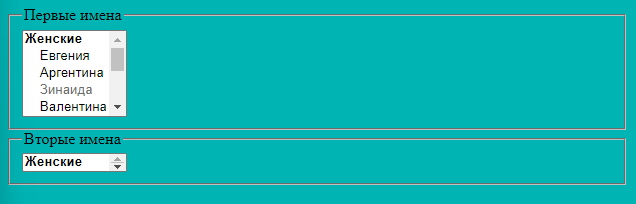 Первые имена
Женские
Евгения
Аргентина
Зинаида
Валентина
Вторые имена
Женские